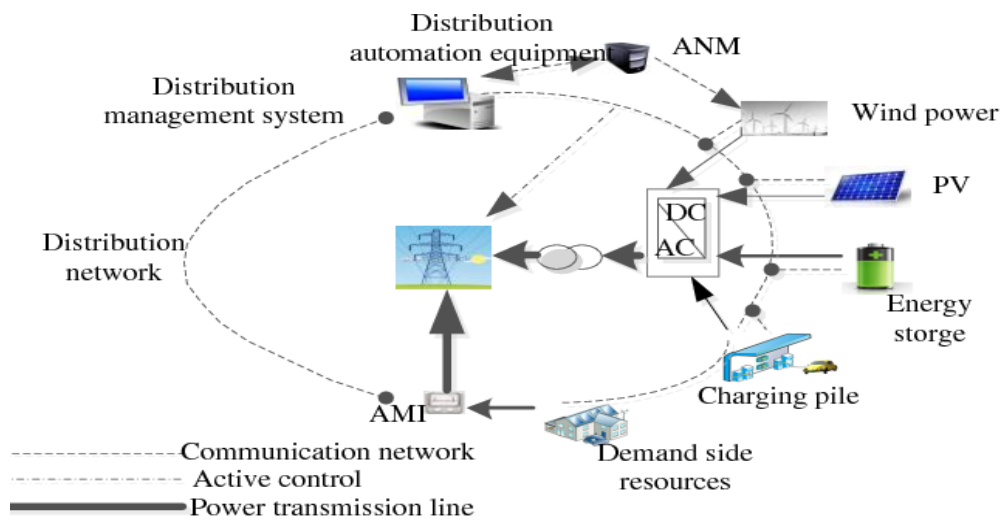 Distribution
automation equipment
ANM
Distribution
management system
Wind power
PV
DC
AC
Distribution
network
Energy
storge
Charging pile
AMI
Demand side
resources
Communication network
Active control
Power transmission line